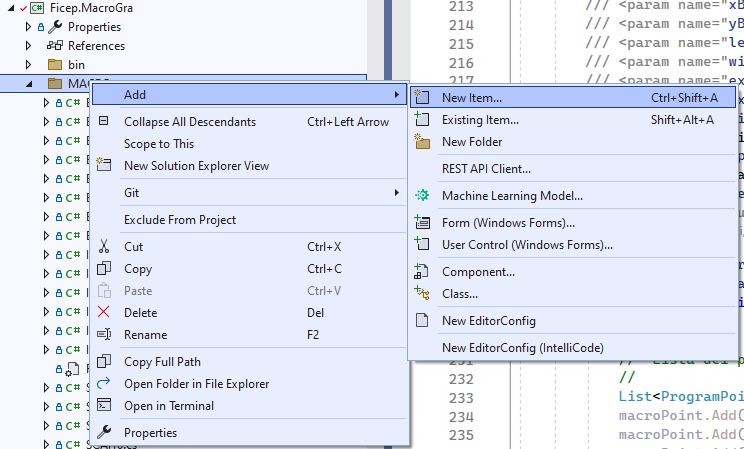 Ficep.MacroGra
Properties
References
bin
Add
Collapse All Descendants Ctrl+Left Arrow
Scope to This
New Solution Explorer View
Git
Exclude From Project
Cut Ctrl+X
Copy Ctrl+C
Paste Ctrl+V
Delete Del
Rename F2
Copy Full Path
Open Folder in File Explorer
Open in Terminal
Properties
New Item... Ctrl+Shift+A
Existing Item... Shift+Alt+A
New Folder
REST API Client...
Machine Learning Model...
Form (Windows Forms)...
User Control (Windows Forms)...
Component...
Class...
New EditorConfig
New EditorConfig (IntelliCode)
213 /// <param name="xB
214 /// <param name="yB
215 /// <param name="le
216 /// <param name="wi
217 /// <param name="ex
231
232 //
233 List<ProgramPoi
234 macroPoint.Add(
235 macroPoint.Add(